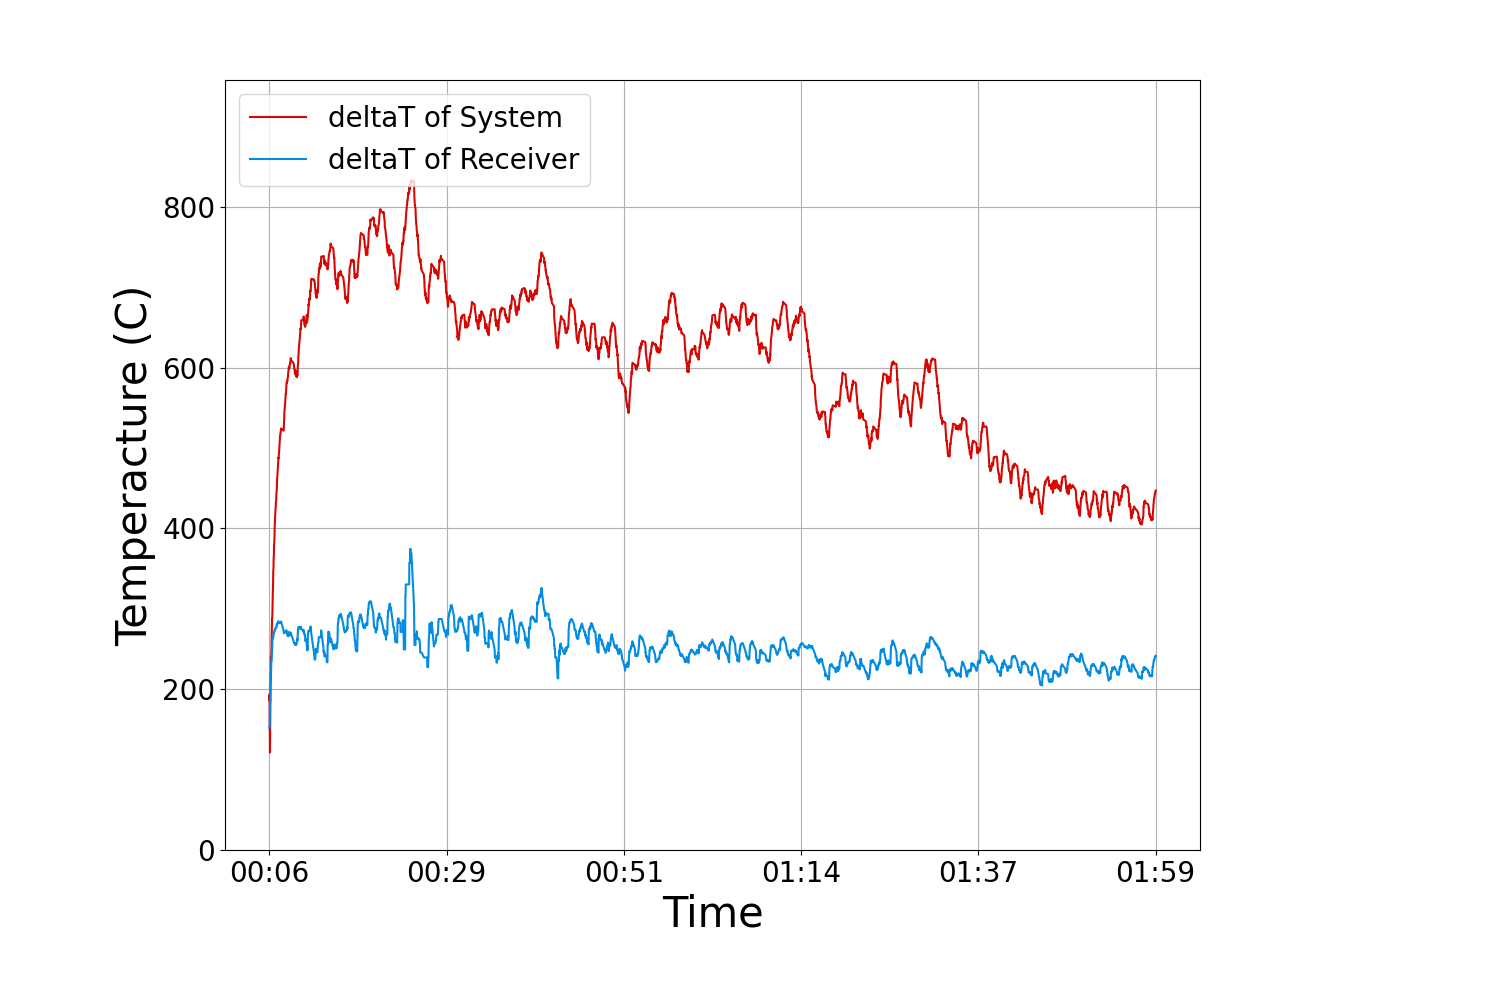 deltaT of System
deltaT of Receiver
Temperacture (C)
800
600
400
200
0
00:06 00:29 00:51 01:14 01:37 01:59
Time